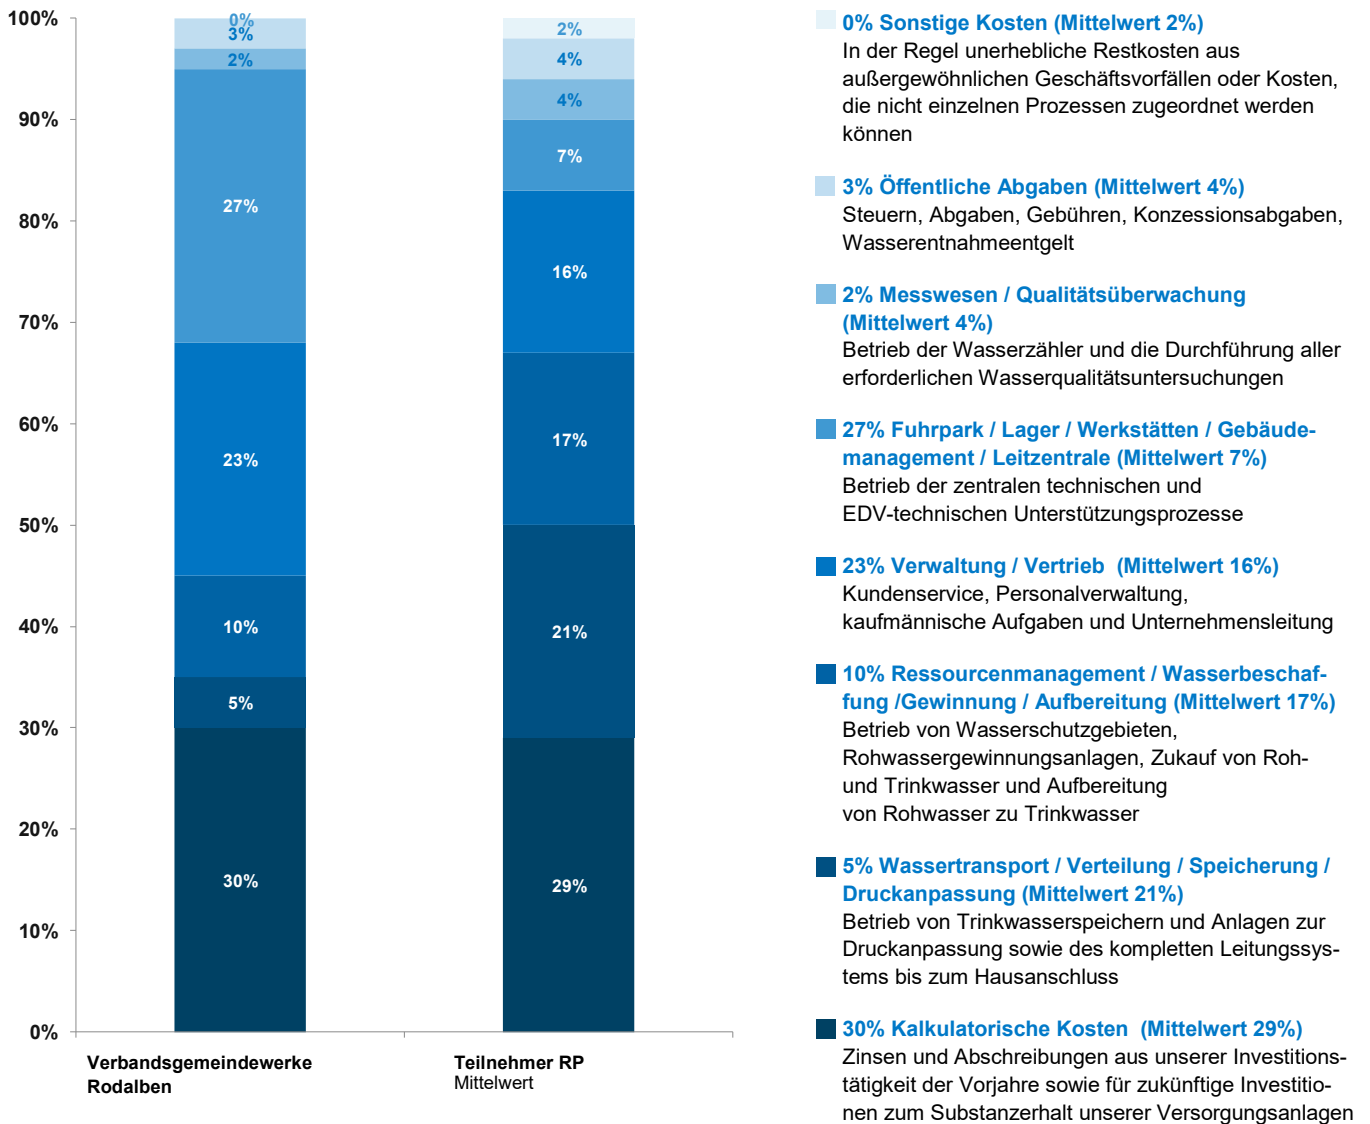 100%
90%
80%
70%
60%
50%
40%
30%
20%
10%
0%
0%
3%
2%
27%
23%
10%
5%
30%
2%
4%
4%
7%
16%
17%
21%
29%
Verbandsgemeindewerke
Rodalben
Teilnehmer RP
Mittelwert
0% Sonstige Kosten (Mittelwert 2%)
In der Regel unerhebliche Restkosten aus
außergewöhnlichen Geschäftsvorfällen oder Kosten,
die nicht einzelnen Prozessen zugeordnet werden
können
3% Öffentliche Abgaben (Mittelwert 4%)
Steuern, Abgaben, Gebühren, Konzessionsabgaben,
Wasserentnahmeentgelt
2% Messwesen / Qualitätsüberwachung
(Mittelwert 4%)
Betrieb der Wasserzähler und die Durchführung aller
erforderlichen Wasserqualitätsuntersuchungen
27% Fuhrpark / Lager / Werkstätten / Gebäude-
management / Leitzentrale (Mittelwert 7%)
Betrieb der zentralen technischen und
EDV-technischen Unterstützungsprozesse
23% Verwaltung / Vertrieb (Mittelwert 16%)
Kundenservice, Personalverwaltung,
kaufmännische Aufgaben und Unternehmensleitung
10% Ressourcenmanagement / Wasserbeschaf-
fung /Gewinnung / Aufbereitung (Mittelwert 17%)
Betrieb von Wasserschutzgebieten,
Rohwassergewinnungsanlagen, Zukauf von Roh-
und Trinkwasser und Aufbereitung
von Rohwasser zu Trinkwasser
5% Wassertransport / Verteilung / Speicherung /
Druckanpassung (Mittelwert 21%)
Betrieb von Trinkwasserspeichern und Anlagen zur
Druckanpassung sowie des kompletten Leitungssys-
tems bis zum Hausanschluss
30% Kalkulatorische Kosten (Mittelwert 29%)
Zinsen und Abschreibungen aus unserer Investitions-
tätigkeit der Vorjahre sowie für zukünftige Investitio-
nen zum Substanzerhalt unserer Versorgungsanlagen